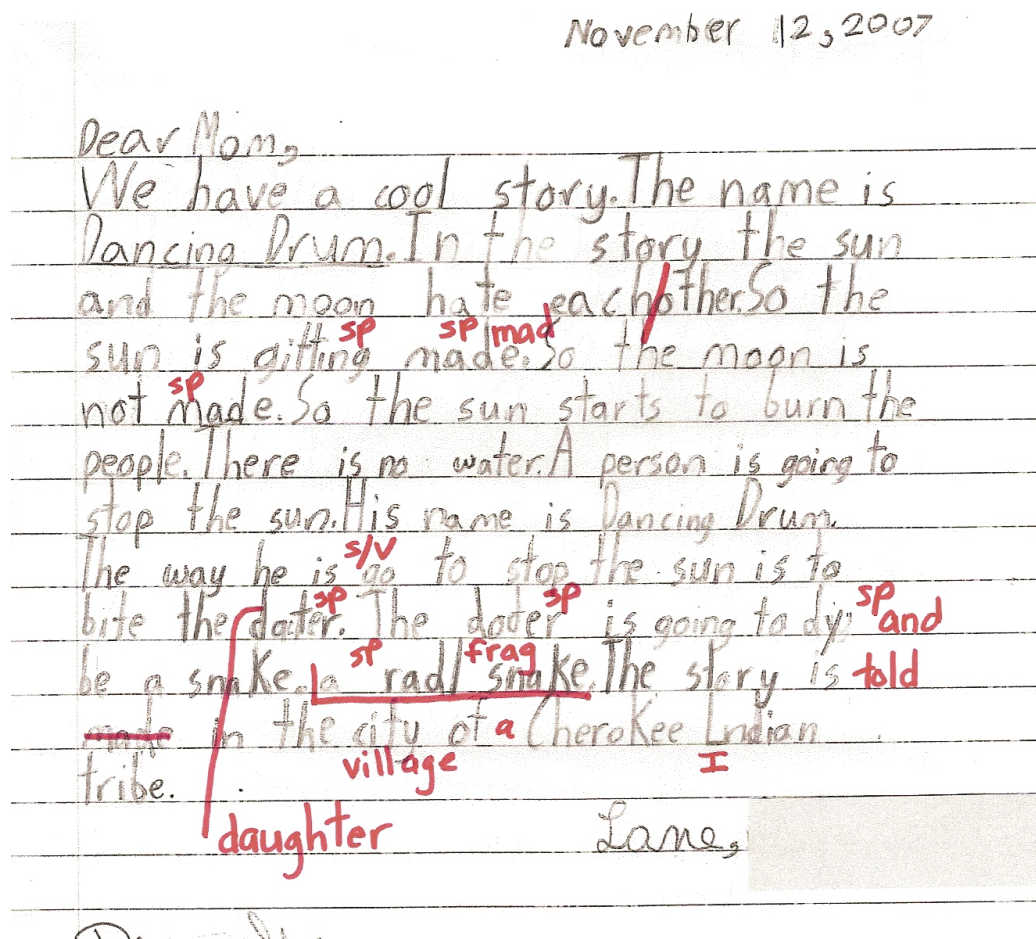 November 12, 2007
Dear Mom,
We have a cool story. The name is
Dancing Drum. In the story the sun
and the moon hate eachother. So the
sp sp mad
sun is gitting made. So the moon is
sp
not made. So the sun starts to burn the
people. There is no water. A person is going to
stop the sun. His name is Dancing Drum.
s/v
The way he is go to stop the sun is to
sp sp sp and
bite the dater. The doter is going to dy
sp frag
be a snake. a radl snake. The story is told
made in the city of a Cherokee Indian
village I
tribe.
daughter
Lane,